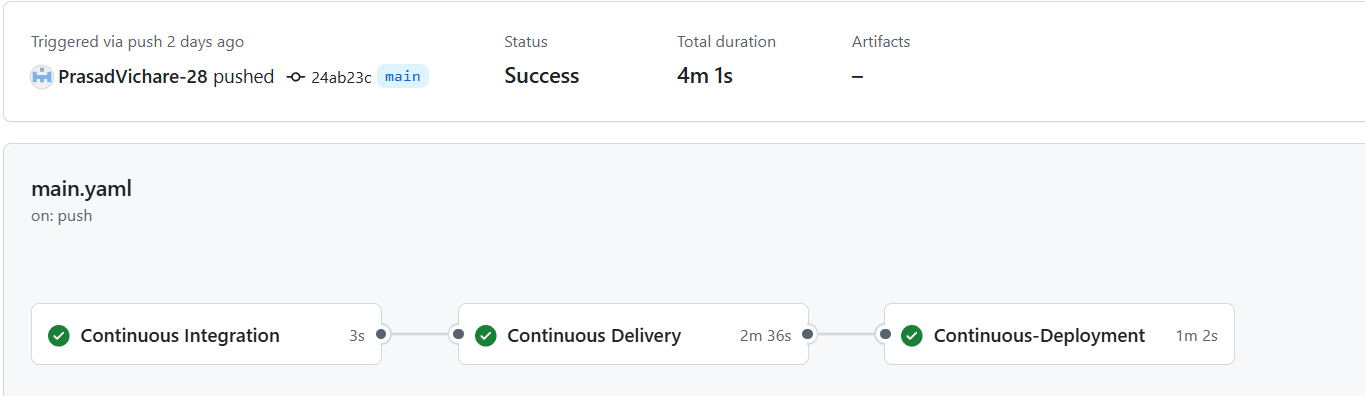 Triggered via push 2 days ago Status Total duration Artifacts
PrasadVichare-28 pushed 24ab23c main Success 4m 1s –
main.yaml
on: push
Continuous Integration 3s Continuous Delivery 2m 36s Continuous-Deployment 1m 2s